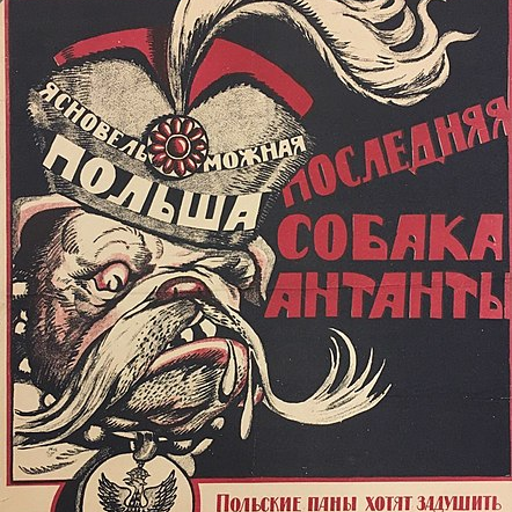 ЯСНОВЕЛЬМОЖНАЯ
ПОЛЬША
ПОСЛЕДНЯЯ
СОБАКА
АНТАНТЫ
ПОЛЬСКИЕ ПАНЫ ХОТЯТ ЗАДУШИТЬ